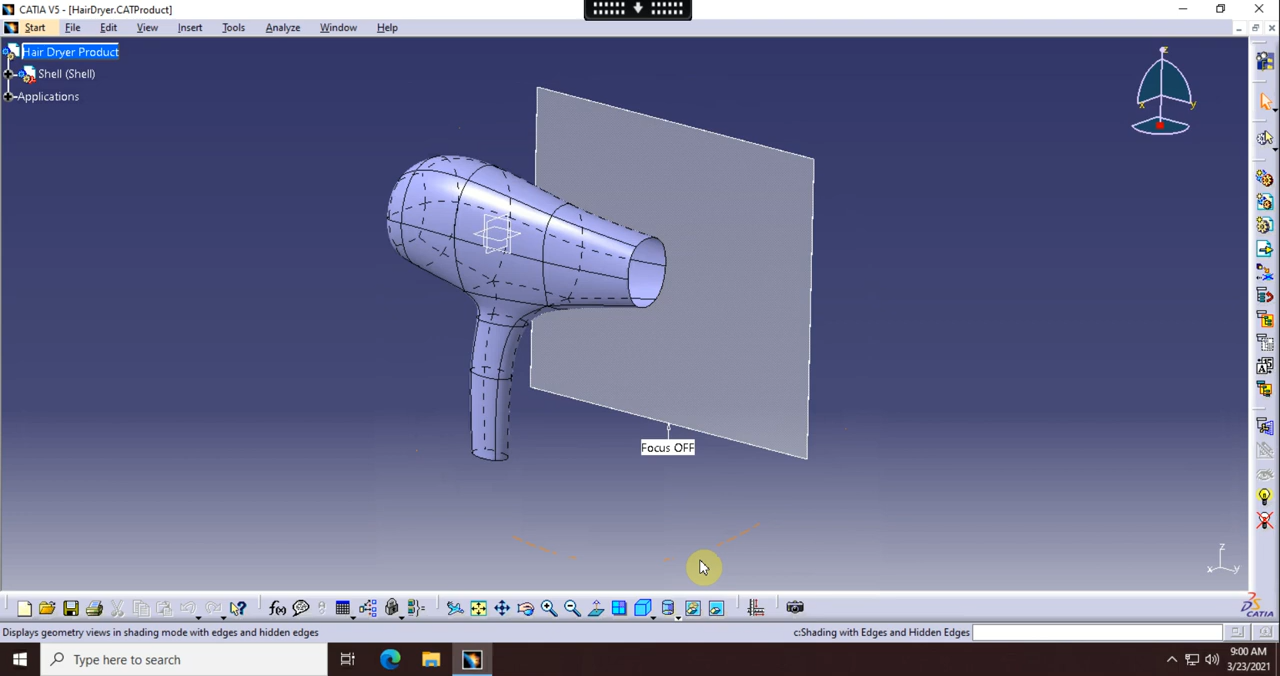 CATIA V5 - [HairDryer.CATProduct]
Start File Edit View Insert Tools Analyze Window Help
Hair Dryer Product
Shell (Shell)
Applications
z
x y
Focus OFF
z
x y
f(x)
DS
CATIA
Displays geometry views in shading mode with edges and hidden edges
c:Shading with Edges and Hidden Edges
Type here to search
9:00 AM
3/23/2021